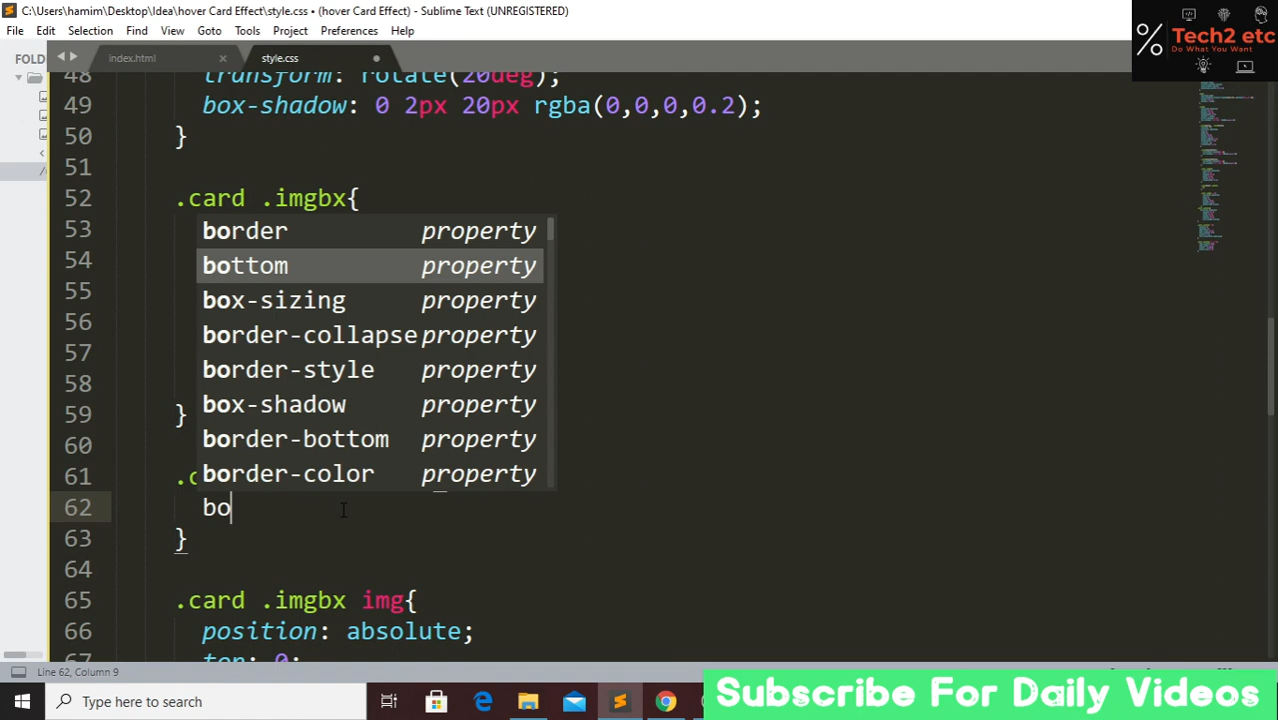 C:\Users\hamim\Desktop\Idea\hover Card Effect\style.css • (hover Card Effect) - Sublime Text (UNREGISTERED)
File Edit Selection Find View Goto Tools Project Preferences Help
Tech2 etc
Do What You Want
FOLD
index.html × style.css
48 transform: rotate(20deg);
49 box-shadow: 0 2px 20px rgba(0,0,0,0.2);
50 }
51
52 .card .imgbx{
53 border property
54 bottom property
55 box-sizing property
56 border-collapse property
57 border-style property
58 box-shadow property
59 } border-bottom property
60
61 .c border-color property
62 bo
63 }
64
65 .card .imgbx img{
66 position: absolute;
67 top: 0;
Line 62, Column 9
Type here to search
Subscribe For Daily Videos